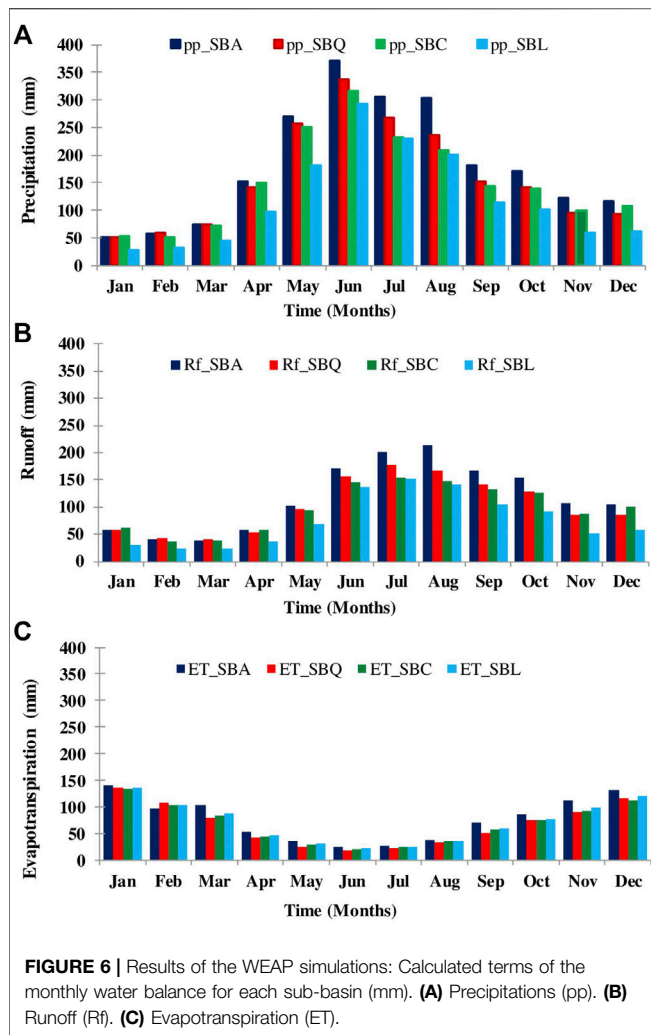 A
pp_SBA pp_SBQ pp_SBC pp_SBL
Precipitation (mm)
400
350
300
250
200
150
100
50
0
Jan Feb Mar Apr May Jun Jul Aug Sep Oct Nov Dec
Time (Months)
B
Rf_SBA Rf_SBQ Rf_SBC Rf_SBL
Runoff (mm)
400
350
300
250
200
150
100
50
0
Jan Feb Mar Apr May Jun Jul Aug Sep Oct Nov Dec
Time (Months)
C
ET_SBA ET_SBQ ET_SBC ET_SBL
Evapotranspiration (mm)
400
350
300
250
200
150
100
50
0
Jan Feb Mar Apr May Jun Jul Aug Sep Oct Nov Dec
Time (Months)
FIGURE 6 | Results of the WEAP simulations: Calculated terms of the
monthly water balance for each sub-basin (mm). (A) Precipitations (pp). (B)
Runoff (Rf). (C) Evapotranspiration (ET).